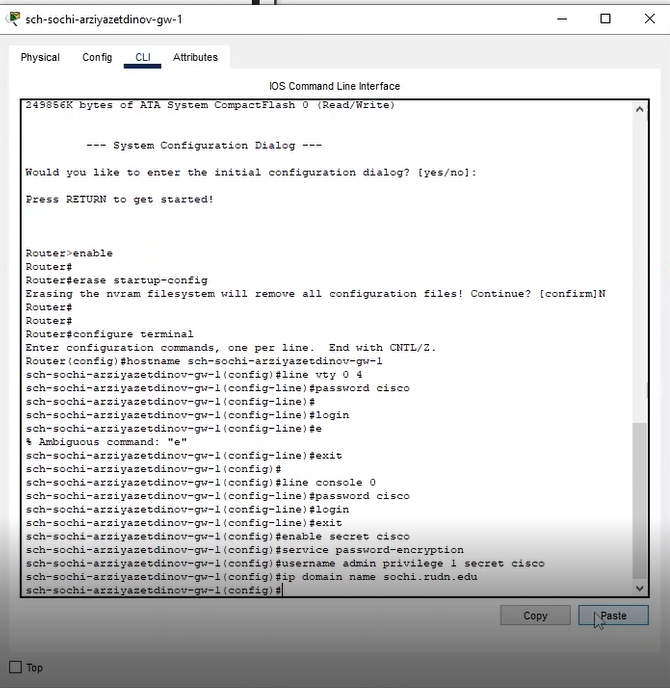 sch-sochi-arziyazetdinov-gw-1
Physical Config CLI Attributes
IOS Command Line Interface
249856K bytes of ATA System CompactFlash 0 (Read/Write)
--- System Configuration Dialog ---
Would you like to enter the initial configuration dialog? [yes/no]:
Press RETURN to get started!
Router>enable
Router#
Router#erase startup-config
Erasing the nvram filesystem will remove all configuration files! Continue? [confirm]N
Router#
Router#
Router#configure terminal
Enter configuration commands, one per line.  End with CNTL/Z.
Router(config)#hostname sch-sochi-arziyazetdinov-gw-1
sch-sochi-arziyazetdinov-gw-1(config)#line vty 0 4
sch-sochi-arziyazetdinov-gw-1(config-line)#password cisco
sch-sochi-arziyazetdinov-gw-1(config-line)#
sch-sochi-arziyazetdinov-gw-1(config-line)#login
sch-sochi-arziyazetdinov-gw-1(config-line)#e
% Ambiguous command: "e"
sch-sochi-arziyazetdinov-gw-1(config-line)#exit
sch-sochi-arziyazetdinov-gw-1(config)#
sch-sochi-arziyazetdinov-gw-1(config)#line console 0
sch-sochi-arziyazetdinov-gw-1(config-line)#password cisco
sch-sochi-arziyazetdinov-gw-1(config-line)#login
sch-sochi-arziyazetdinov-gw-1(config-line)#exit
sch-sochi-arziyazetdinov-gw-1(config)#enable secret cisco
sch-sochi-arziyazetdinov-gw-1(config)#service password-encryption
sch-sochi-arziyazetdinov-gw-1(config)#username admin privilege 1 secret cisco
sch-sochi-arziyazetdinov-gw-1(config)#ip domain name sochi.rudn.edu
sch-sochi-arziyazetdinov-gw-1(config)#
Copy Paste
Top